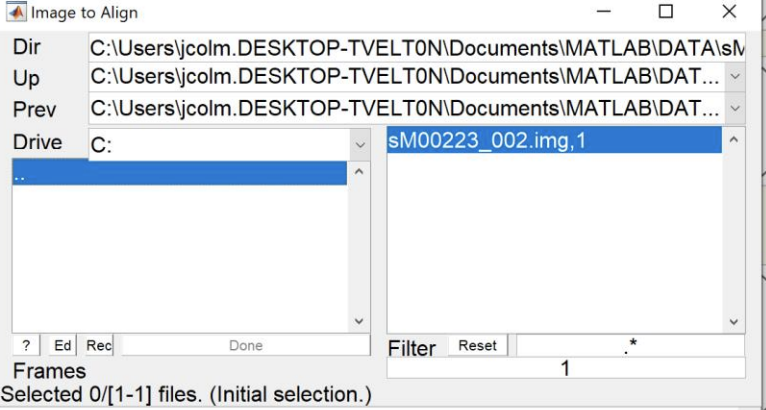 Image to Align
Dir C:\Users\jcolm.DESKTOP-TVELT0N\Documents\MATLAB\DATA\sM
Up C:\Users\jcolm.DESKTOP-TVELT0N\Documents\MATLAB\DAT...
Prev C:\Users\jcolm.DESKTOP-TVELT0N\Documents\MATLAB\DAT...
Drive C:
sM00223_002.img,1
..
? Ed Rec Done
Filter Reset .*
Frames 1
Selected 0/[1-1] files. (Initial selection.)